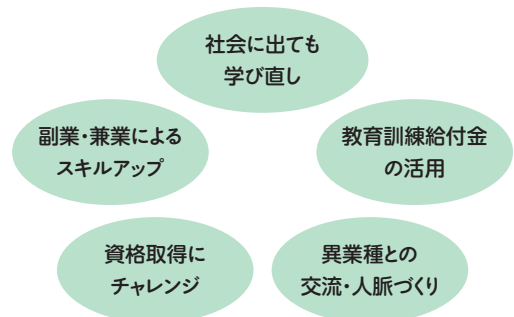 社会に出ても
学び直し
副業・兼業による
スキルアップ
教育訓練給付金
の活用
資格取得に
チャレンジ
異業種との
交流・人脈づくり